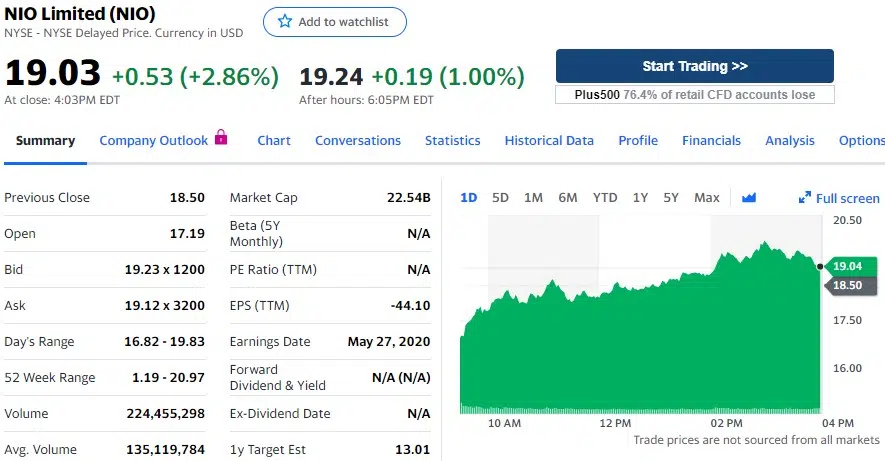 NIO Limited (NIO)
NYSE - NYSE Delayed Price. Currency in USD
Add to watchlist
19.03 +0.53 (+2.86%)
At close: 4:03PM EDT
19.24 +0.19 (1.00%)
After hours: 6:05PM EDT
Start Trading >>
Plus500 76.4% of retail CFD accounts lose
Summary Company Outlook Chart Conversations Statistics Historical Data Profile Financials Analysis Options
Previous Close 18.50
Open 17.19
Bid 19.23 x 1200
Ask 19.12 x 3200
Day's Range 16.82 - 19.83
52 Week Range 1.19 - 20.97
Volume 224,455,298
Avg. Volume 135,119,784
Market Cap 22.54B
Beta (5Y
Monthly) N/A
PE Ratio (TTM) N/A
EPS (TTM) -44.10
Earnings Date May 27, 2020
Forward
Dividend & Yield N/A (N/A)
Ex-Dividend Date N/A
1y Target Est 13.01
1D 5D 1M 6M YTD 1Y 5Y Max Full screen
20.50
19.04
18.50
17.50
16.00
10 AM 12 PM 02 PM 04 PM
Trade prices are not sourced from all markets